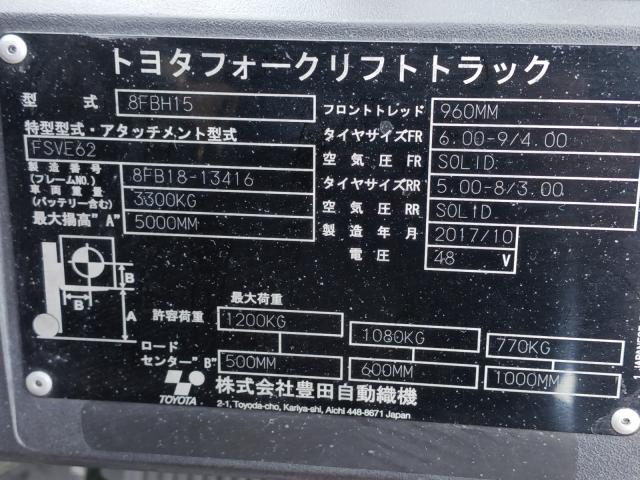 トヨタフォークリフトトラック
型 式 8FBH15
特型型式・アタッチメント型式
FSVE62
製造番号
(フレームNO.) 8FB18-13416
車両重量
(バッテリー含む) 3300KG
最大揚高"A" 5000MM
フロントトレッド 960MM
タイヤサイズFR 6.00-9/4.00
空気圧FR SOLID
タイヤサイズRR 5.00-8/3.00
空気圧RR SOLID
製造年月 2017/10
電圧 48 V
B
B
A
最大荷重
許容荷重 1200KG 1080KG 770KG
ロード
センター"B" 500MM 600MM 1000MM
TOYOTA
株式会社豊田自動織機
2-1, Toyoda-cho, Kariya-shi, Aichi 448-8671 Japan